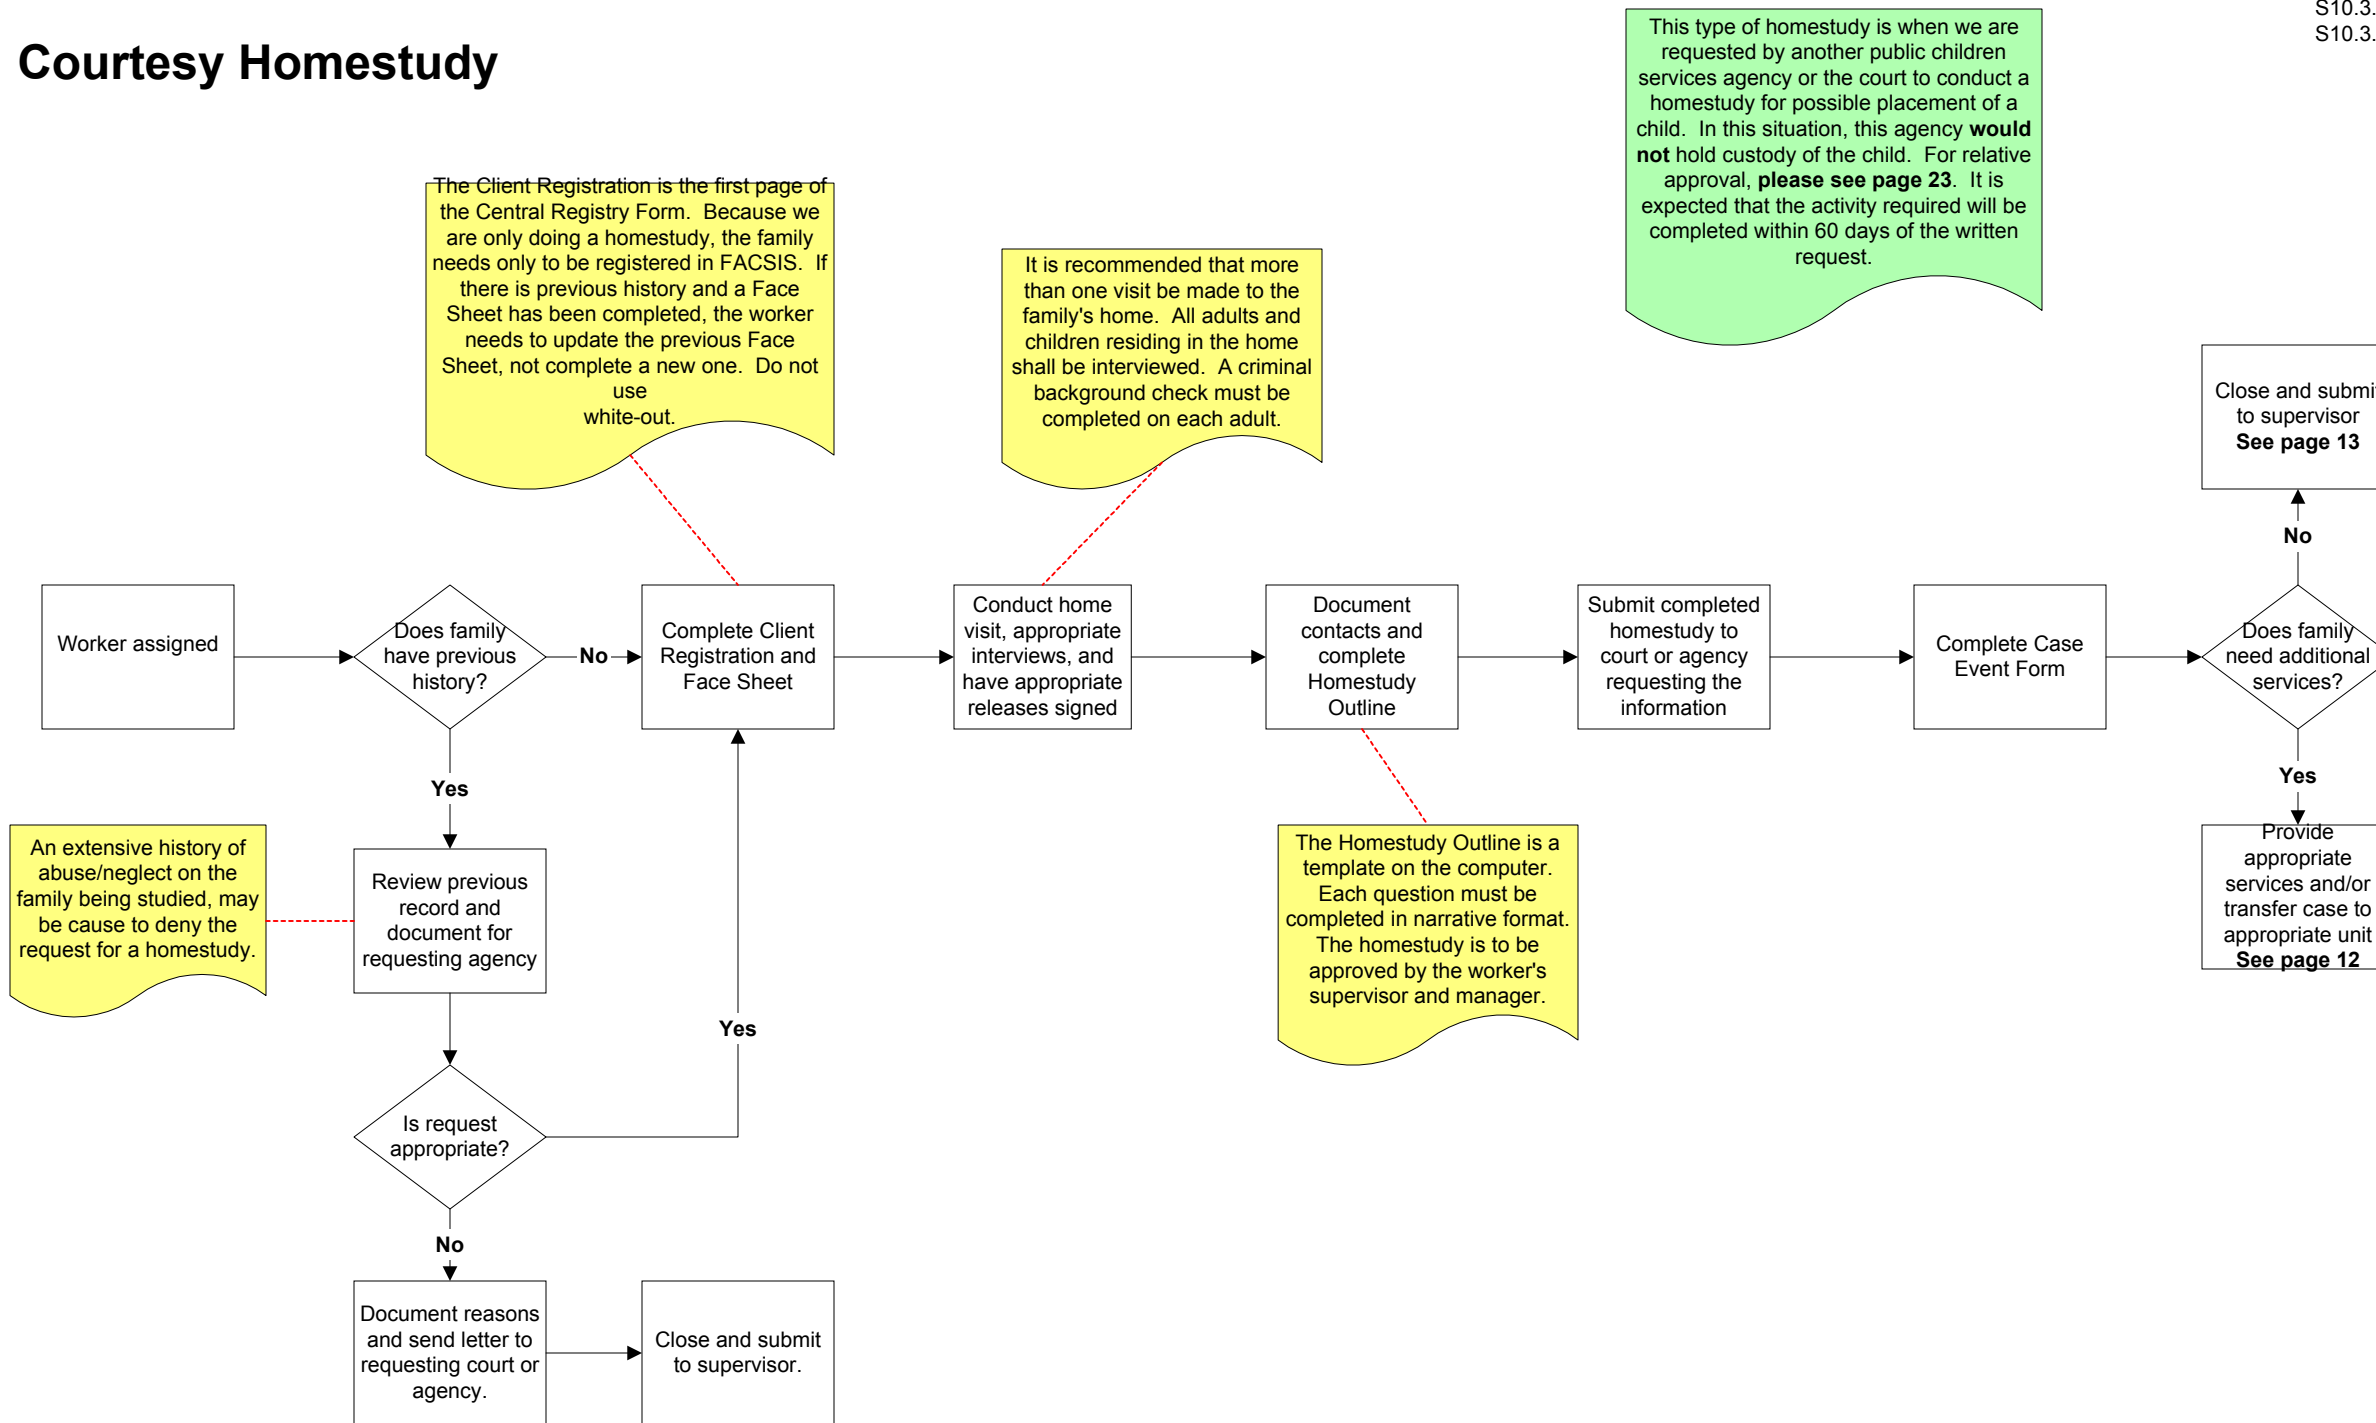 Courtesy Homestudy
S10.3.
S10.3.
This type of homestudy is when we are
requested by another public children
services agency or the court to conduct a
homestudy for possible placement of a
child.  In this situation, this agency would
not hold custody of the child.  For relative
approval, please see page 23.  It is
expected that the activity required will be
completed within 60 days of the written
request.
The Client Registration is the first page of
the Central Registry Form.  Because we
are only doing a homestudy, the family
needs only to be registered in FACSIS.  If
there is previous history and a Face
Sheet has been completed, the worker
needs to update the previous Face
Sheet, not complete a new one.  Do not
use
white-out.
It is recommended that more
than one visit be made to the
family's home.  All adults and
children residing in the home
shall be interviewed.  A criminal
background check must be
completed on each adult.
Close and submit
to supervisor
See page 13
No
Worker assigned
Does family
have previous
history?
No
Complete Client
Registration and
Face Sheet
Conduct home
visit, appropriate
interviews, and
have appropriate
releases signed
Document
contacts and
complete
Homestudy
Outline
Submit completed
homestudy to
court or agency
requesting the
information
Complete Case
Event Form
Does family
need additional
services?
Yes
Yes
An extensive history of
abuse/neglect on the
family being studied, may
be cause to deny the
request for a homestudy.
Review previous
record and
document for
requesting agency
The Homestudy Outline is a
template on the computer.
Each question must be
completed in narrative format.
The homestudy is to be
approved by the worker's
supervisor and manager.
Provide
appropriate
services and/or
transfer case to
appropriate unit
See page 12
Yes
Is request
appropriate?
No
Document reasons
and send letter to
requesting court or
agency.
Close and submit
to supervisor.